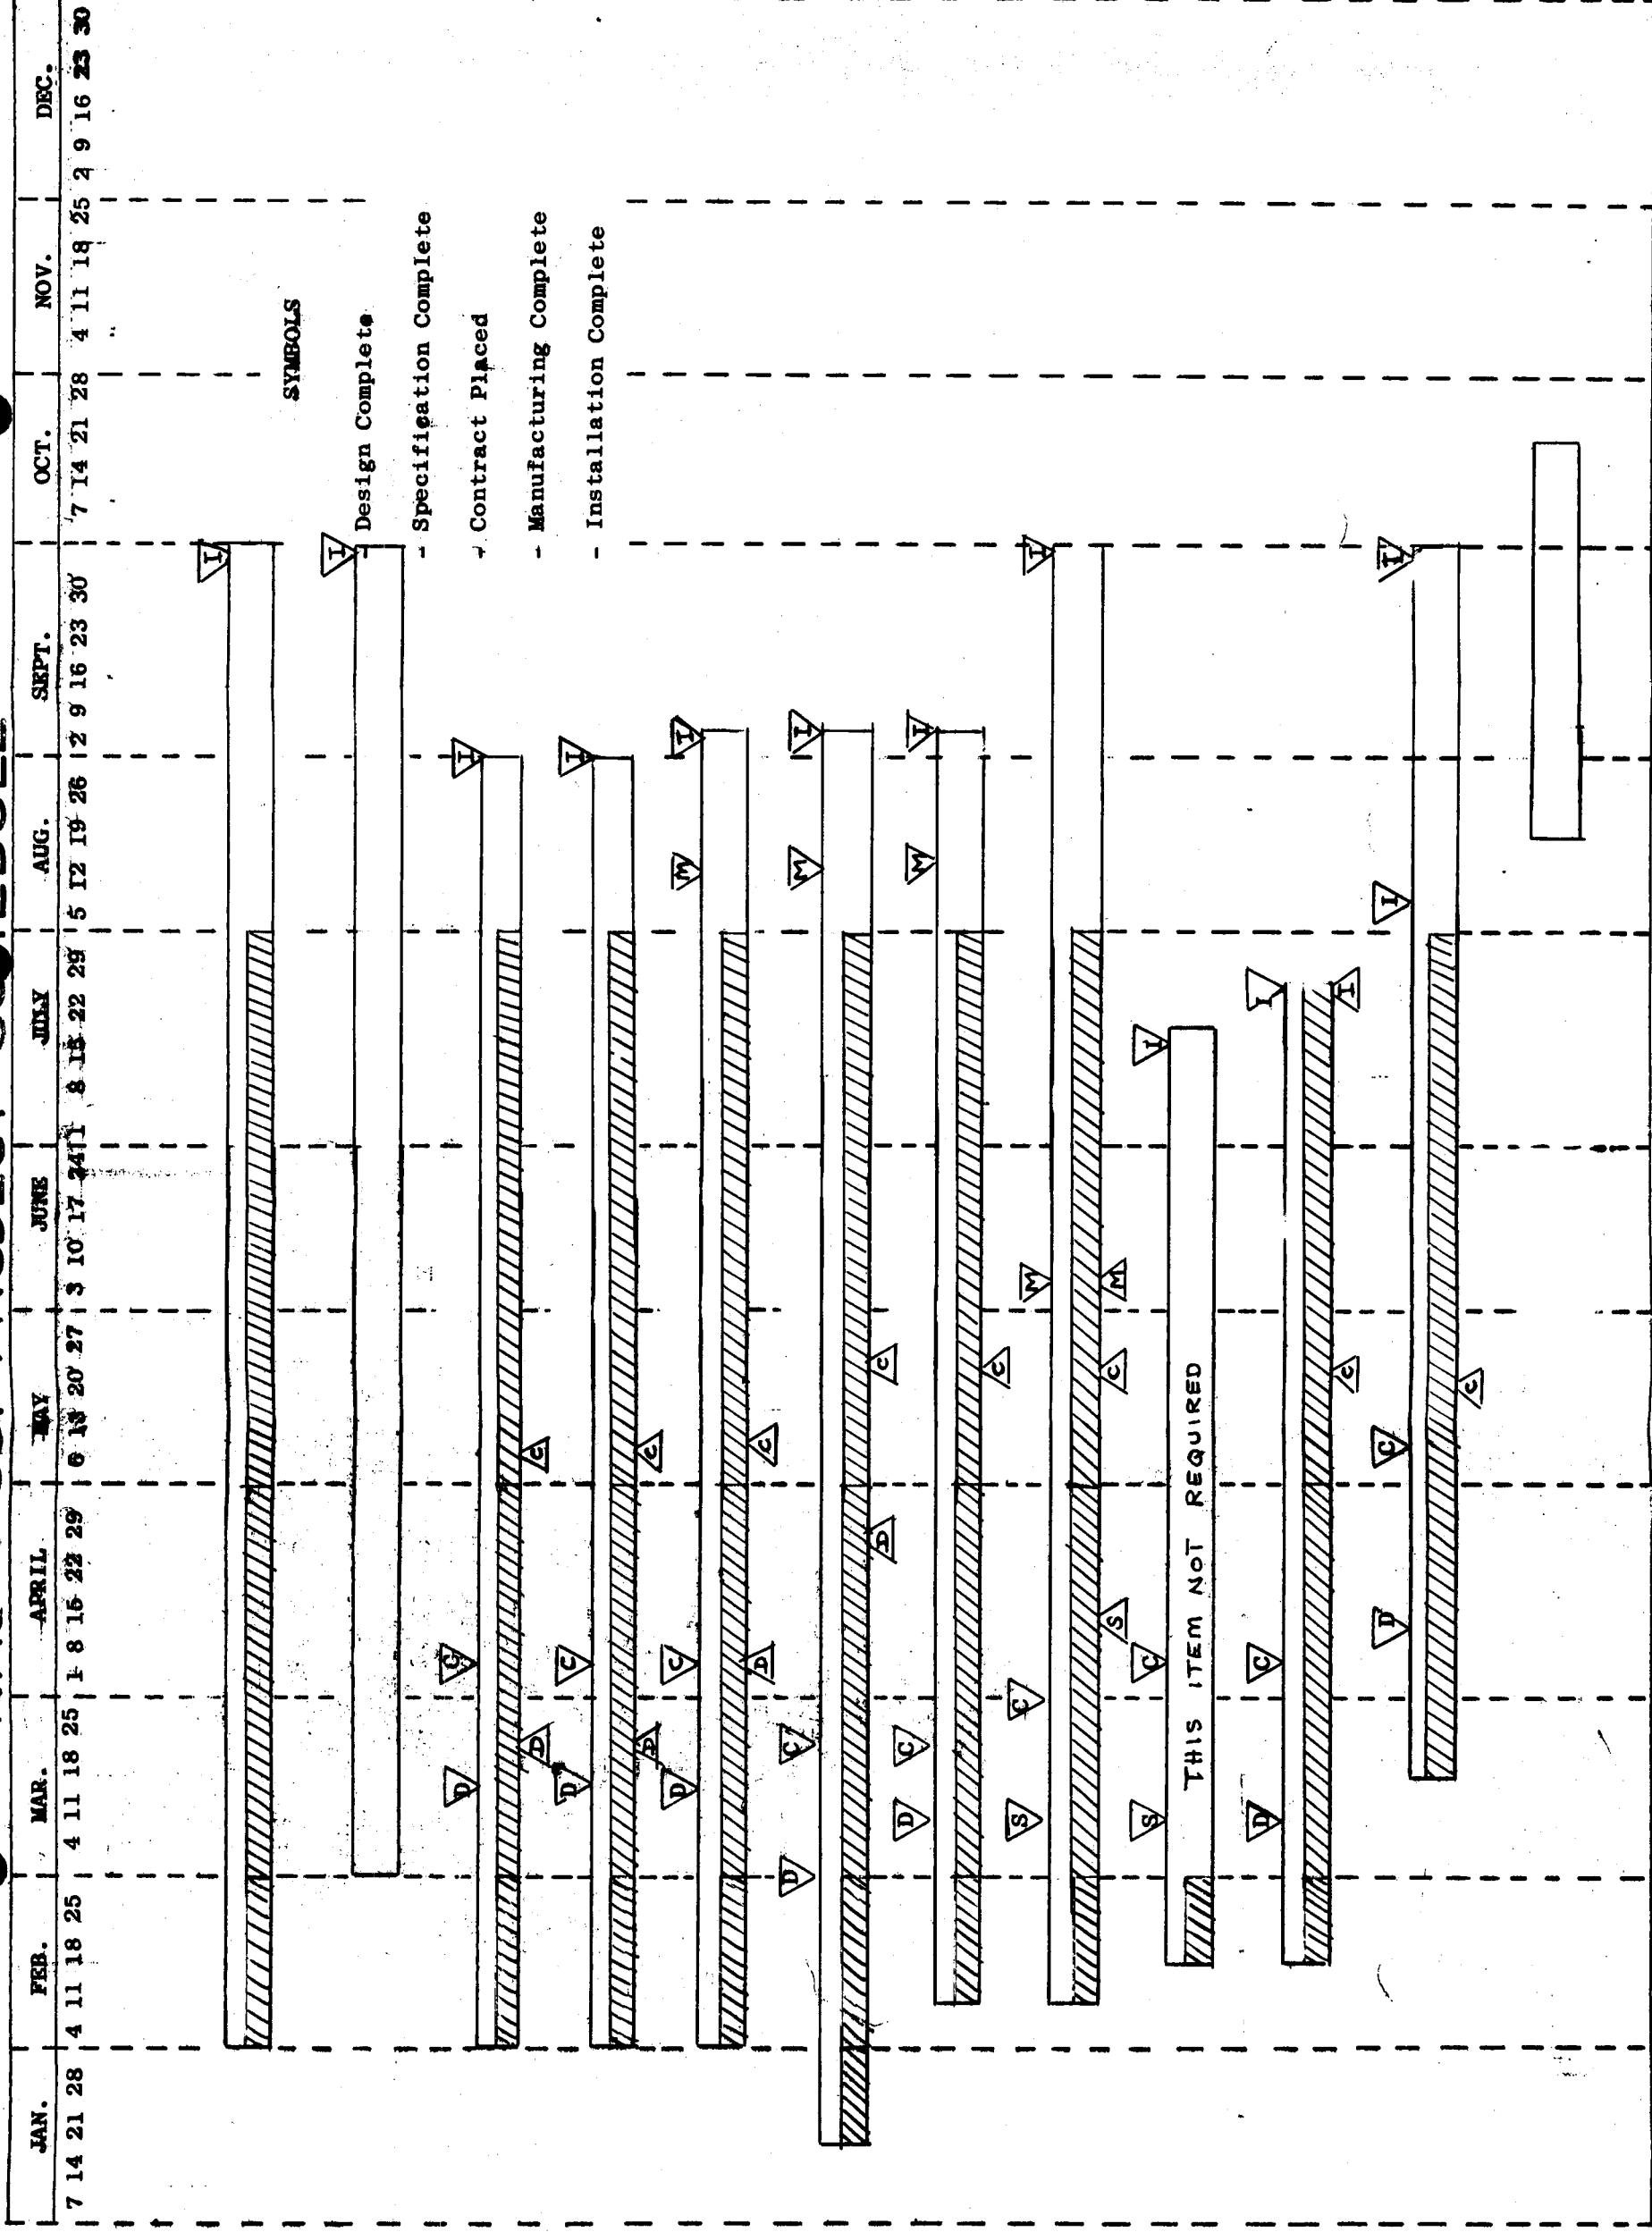 JAN. FEB. MAR. APRIL MAY JUNE JULY AUG. SEPT. OCT. NOV. DEC.
7 14 21 28 4 11 18 25 4 11 18 25 1 8 15 22 29 6 13 20 27 3 10 17 24 1 8 15 22 29 5 12 19 26 2 9 16 23 30 7 14 21 28 4 11 18 25 2 9 16 23 30
I
SYMBOLS
I
- Design Complete
- Specification Complete
D C I
- Contract Placed
D C
- Manufacturing Complete
D C I
- Installation Complete
D C
D C M I
D C
D C M I
D C
D C M I
C
S C M I
S C M
S C I
THIS ITEM NOT REQUIRED
D C I
C I
D C I I
C